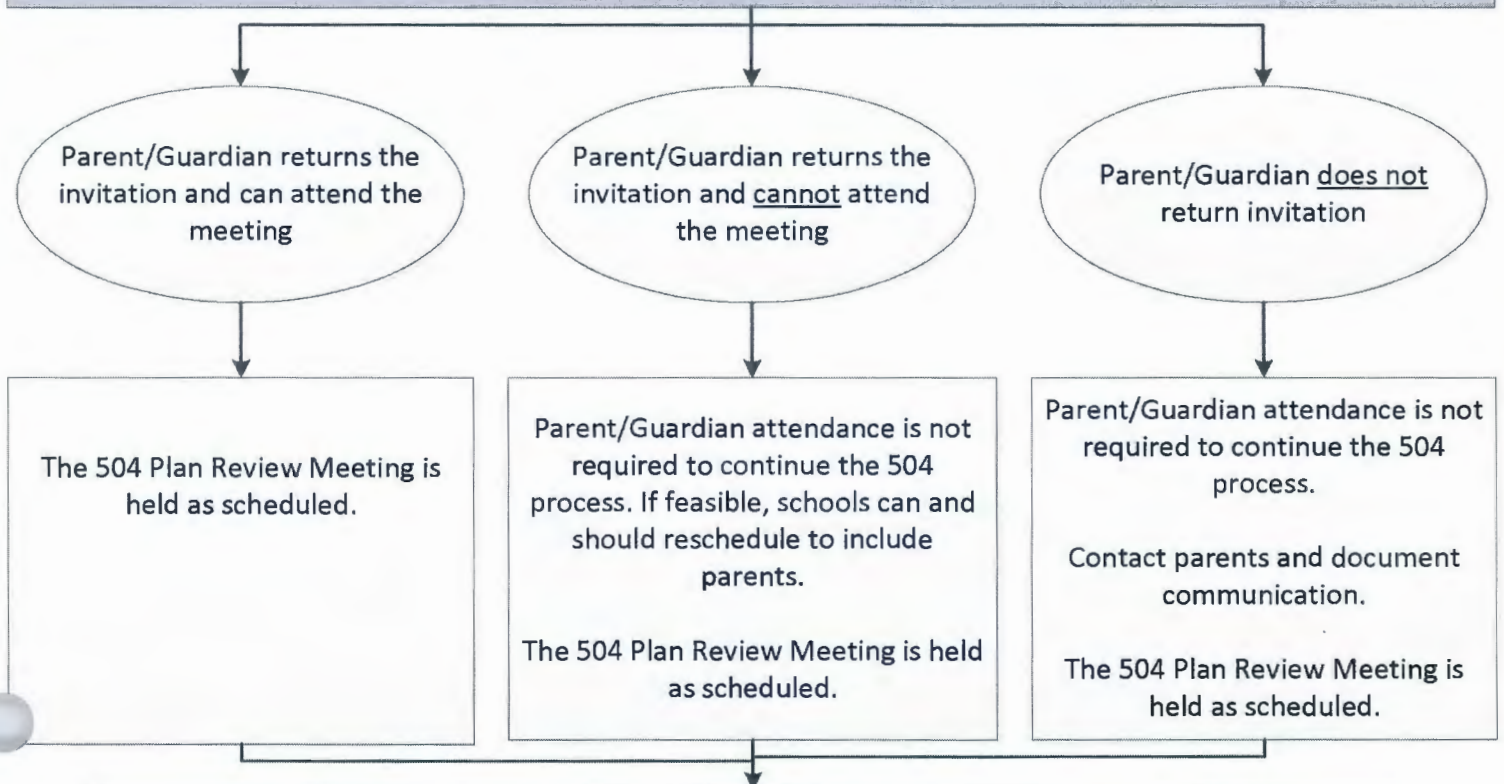 Parent/Guardian returns the
invitation and can attend the
meeting
Parent/Guardian returns the
invitation and cannot attend
the meeting
Parent/Guardian does not
return invitation
The 504 Plan Review Meeting is
held as scheduled.
Parent/Guardian attendance is not
required to continue the 504
process. If feasible, schools can and
should reschedule to include
parents.
The 504 Plan Review Meeting is held
as scheduled.
Parent/Guardian attendance is not
required to continue the 504
process.
Contact parents and document
communication.
The 504 Plan Review Meeting is
held as scheduled.